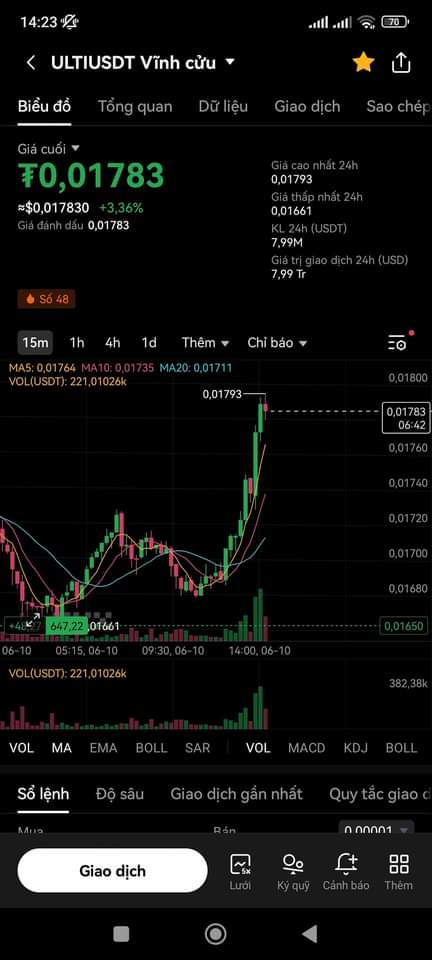 14:23
70
ULTIUSDT Vĩnh cửu
Biểu đồ Tổng quan Dữ liệu Giao dịch Sao chép
Giá cuối
₮0,01783
≈$0,017830 +3,36%
Giá đánh dấu 0,01783
Giá cao nhất 24h
0,01793
Giá thấp nhất 24h
0,01661
KL 24h (USDT)
7,99M
Giá trị giao dịch 24h (USD)
7,99 Tr
Số 48
15m 1h 4h 1d Thêm Chỉ báo
MA5: 0,01764 MA10: 0,01735 MA20: 0,01711
VOL(USDT): 221,01026k
0,01800
0,01793
0,01783
06:42
0,01760
0,01740
0,01720
0,01700
0,01680
647,22 0,01661
0,01650
06-10 05:15, 06-10 09:30, 06-10 14:00, 06-10
VOL(USDT): 221,01026k
382,38k
VOL MA EMA BOLL SAR VOL MACD KDJ BOLL
Sổ lệnh Độ sâu Giao dịch gần nhất Quy tắc giao d
Mua Bán 0,00001
Giao dịch
5x
Lưới Ký quỹ Cảnh báo Thêm